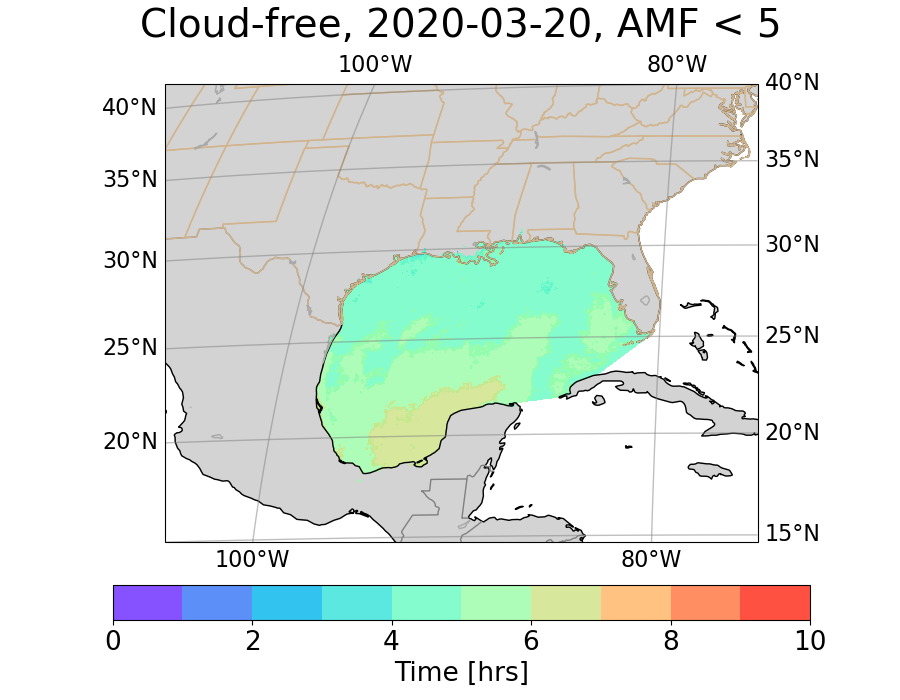 Cloud-free, 2020-03-20, AMF < 5
100°W 80°W
40°N 40°N
35°N 35°N
30°N 30°N
25°N 25°N
20°N 20°N
15°N
100°W 80°W
0 2 4 6 8 10
Time [hrs]